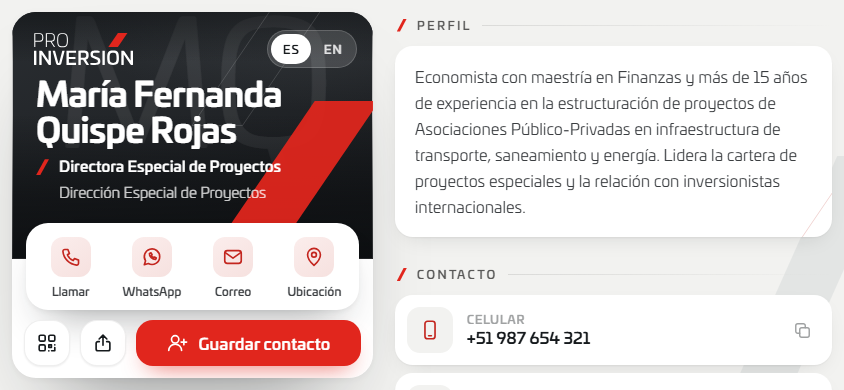 PRO
INVERSIÓN
ES EN
María Fernanda
Quispe Rojas
Directora Especial de Proyectos
Dirección Especial de Proyectos
Llamar WhatsApp Correo Ubicación
Guardar contacto
PERFIL
Economista con maestría en Finanzas y más de 15 años
de experiencia en la estructuración de proyectos de
Asociaciones Público-Privadas en infraestructura de
transporte, saneamiento y energía. Lidera la cartera de
proyectos especiales y la relación con inversionistas
internacionales.
CONTACTO
CELULAR
+51 987 654 321